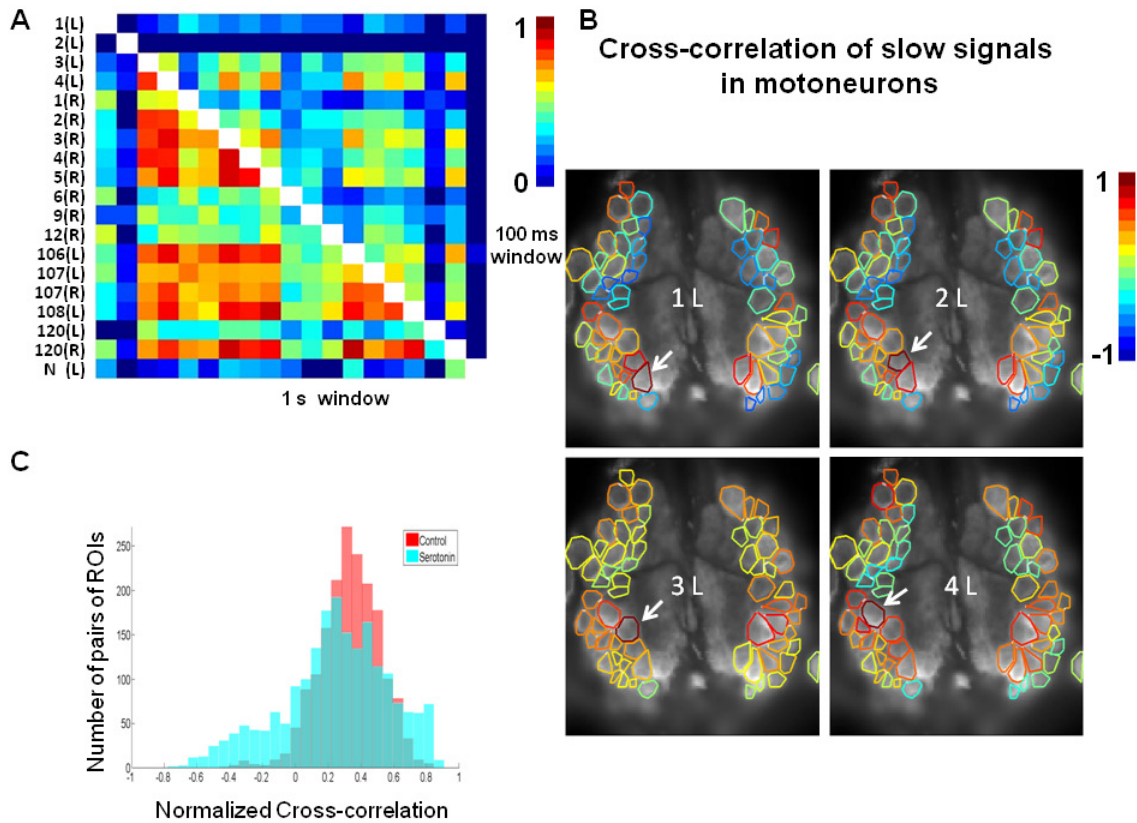 A
1(L)
2(L)
3(L)
4(L)
1(R)
2(R)
3(R)
4(R)
5(R)
6(R)
9(R)
12(R)
106(L)
107(L)
107(R)
108(L)
120(L)
120(R)
N (L)
1 s window
1
0
100 ms
window
B
Cross-correlation of slow signals
in motoneurons
1 L
2 L
3 L
4 L
1
-1
C
Number of pairs of ROIs
250
200
150
100
50
0
-1 -0.8 -0.6 -0.4 -0.2 0 0.2 0.4 0.6 0.8 1
Control
Serotonin
Normalized Cross-correlation